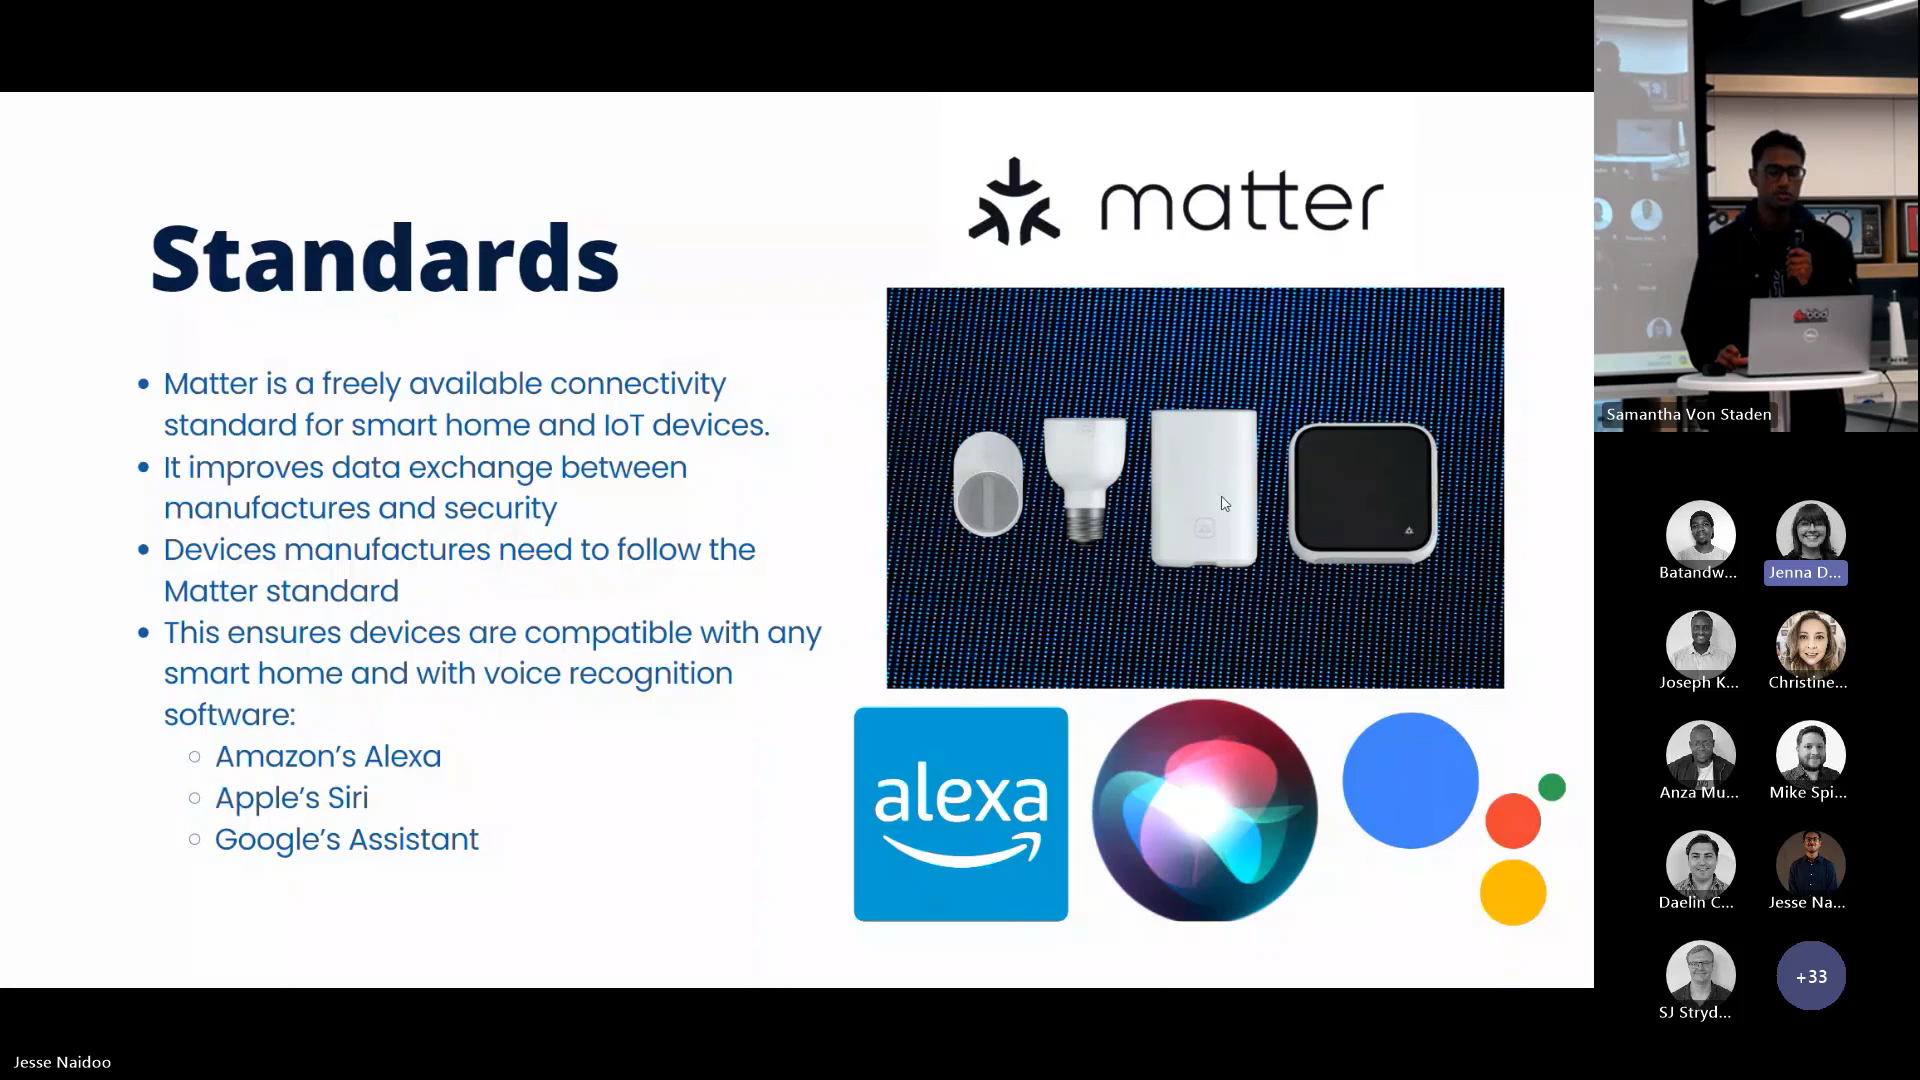 matter
Standards
• Matter is a freely available connectivity
standard for smart home and IoT devices.
• It improves data exchange between
manufactures and security
• Devices manufactures need to follow the
Matter standard
• This ensures devices are compatible with any
smart home and with voice recognition
software:
○ Amazon’s Alexa
○ Apple’s Siri
○ Google’s Assistant
alexa
bbd
DELL
Samantha Von Staden
Batandw...
Jenna D...
Joseph K...
Christine...
Anza Mu...
Mike Spi...
Daelin C...
Jesse Na...
SJ Stryd...
+33
Jesse Naidoo